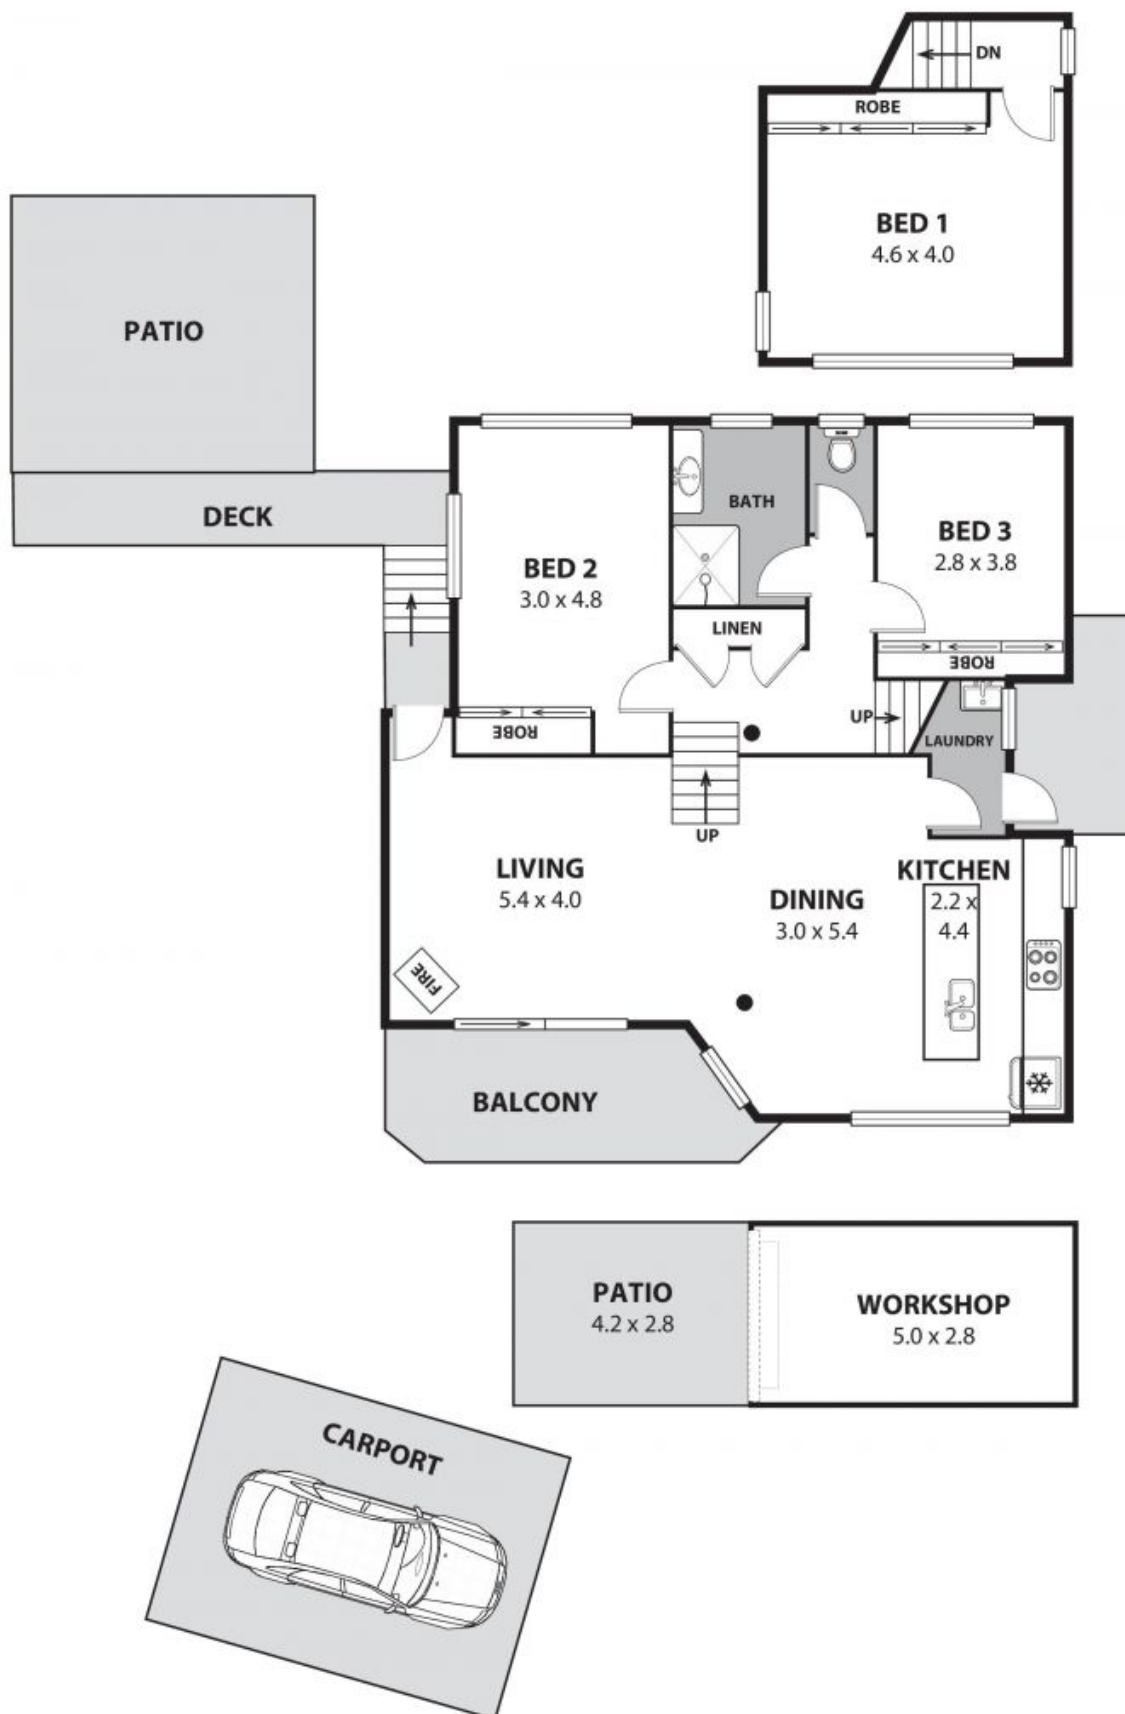 DN
ROBE
BED 1
4.6 x 4.0
PATIO
DECK
BED 2
3.0 x 4.8
BATH
BED 3
2.8 x 3.8
LINEN
ROBE
ROBE
UP
LAUNDRY
UP
LIVING
5.4 x 4.0
DINING
3.0 x 5.4
KITCHEN
2.2 x
4.4
FIRE
BALCONY
PATIO
4.2 x 2.8
WORKSHOP
5.0 x 2.8
CARPORT